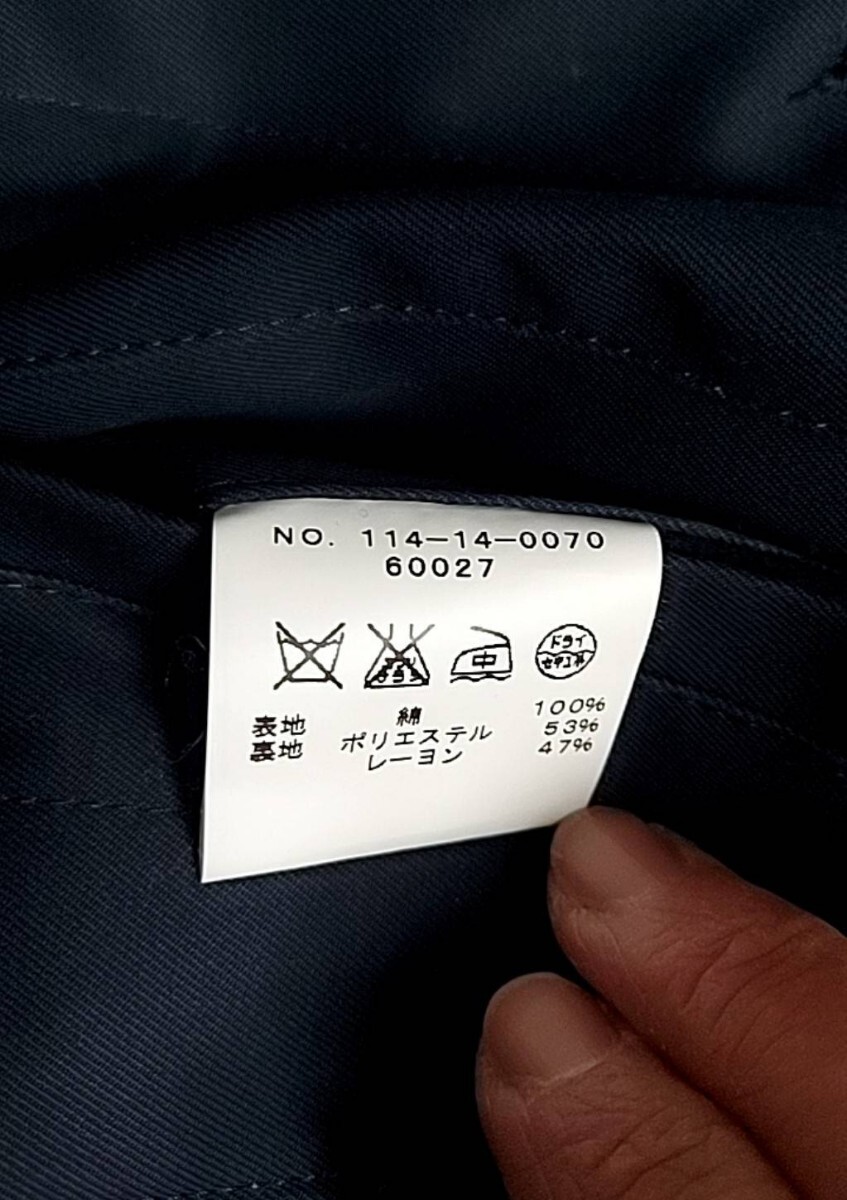 NO. 114-14-0070
60027
中
ドライ
セキユ系
表地 綿 100%
裏地 ポリエステル 53%
レーヨン 47%